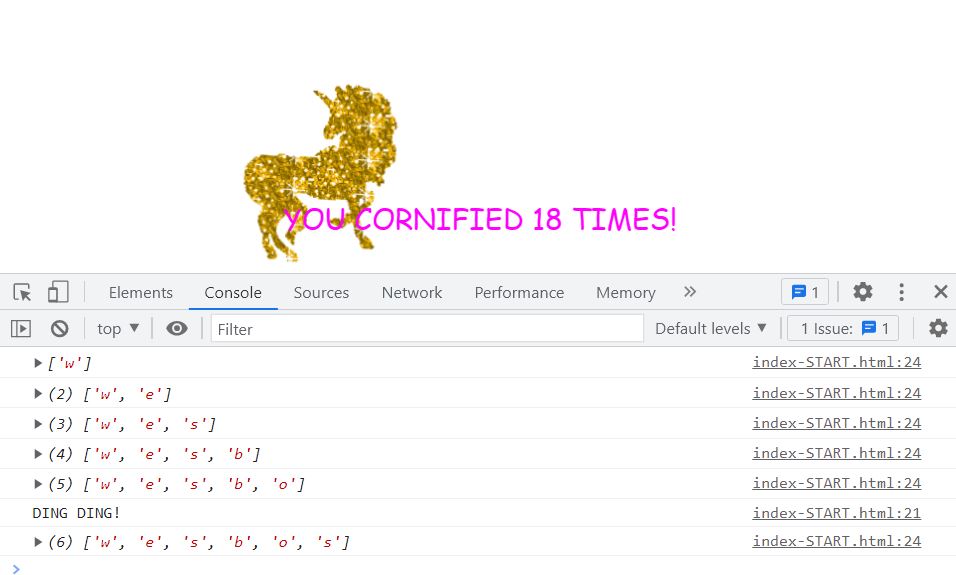 YOU CORNIFIED 18 TIMES!
Elements Console Sources Network Performance Memory 1
top Filter Default levels 1 Issue: 1
['w'] index-START.html:24
(2) ['w', 'e'] index-START.html:24
(3) ['w', 'e', 's'] index-START.html:24
(4) ['w', 'e', 's', 'b'] index-START.html:24
(5) ['w', 'e', 's', 'b', 'o'] index-START.html:24
DING DING! index-START.html:21
(6) ['w', 'e', 's', 'b', 'o', 's'] index-START.html:24